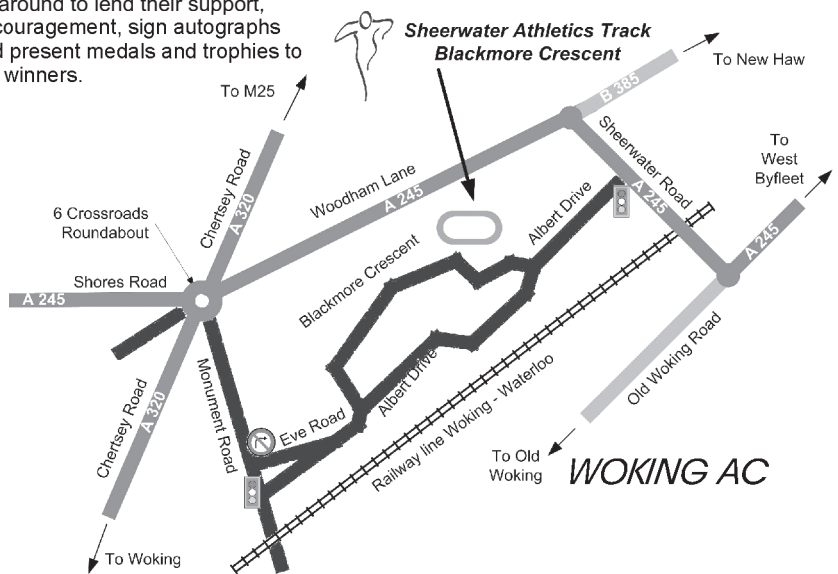 around to lend their support,
couragement, sign autographs
d present medals and trophies to
winners.
Sheerwater Athletics Track
Blackmore Crescent
To New Haw
B 385
To M25
Chertsey Road
A 320
Woodham Lane
A 245
Sheerwater Road
A 245
To
West
Byfleet
A 245
6 Crossroads
Roundabout
Shores Road
A 245
Blackmore Crescent
Albert Drive
Albert Drive
Monument Road
Eve Road
Chertsey Road
A 320
Railway line Woking - Waterloo
Old Woking Road
To Old
Woking
WOKING AC
To Woking